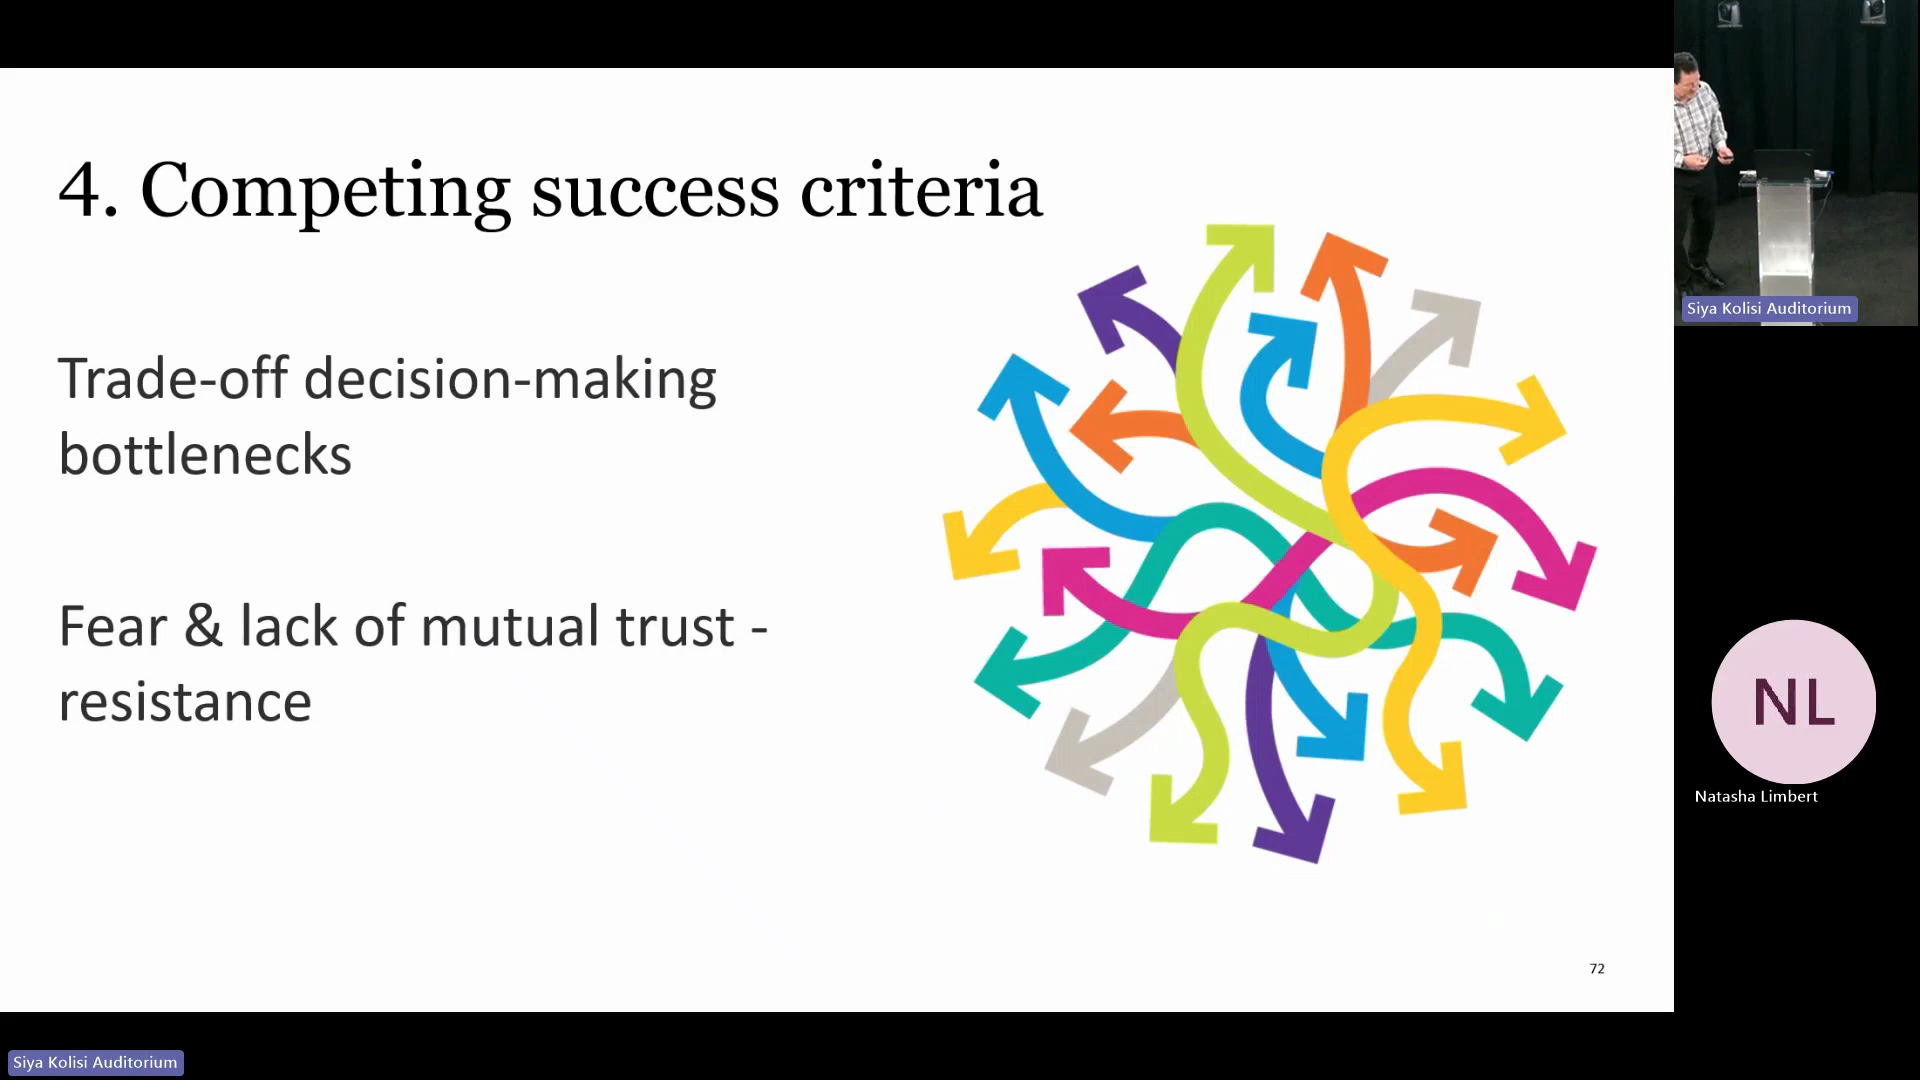 4. Competing success criteria
Trade-off decision-making
bottlenecks
Fear & lack of mutual trust -
resistance
72
Siya Kolisi Auditorium
NL
Natasha Limbert
Siya Kolisi Auditorium